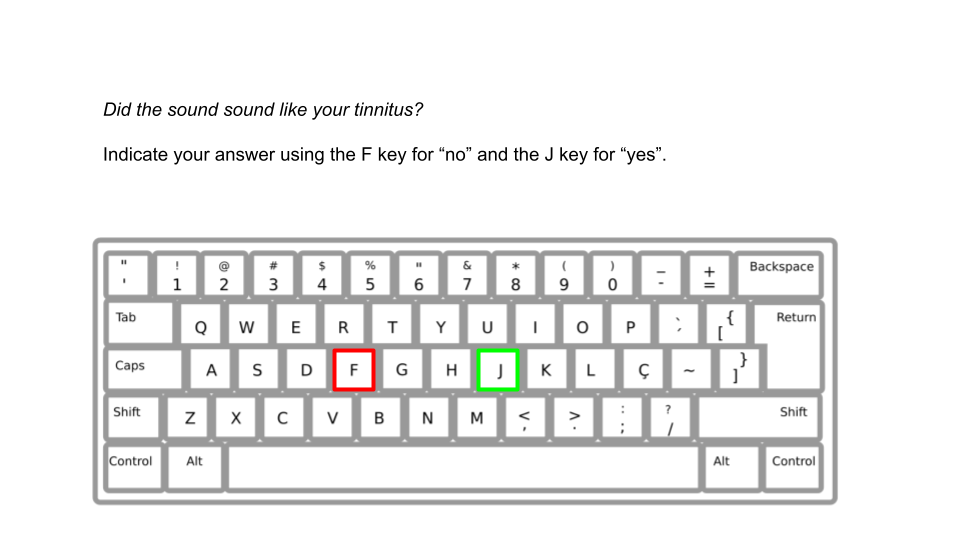 Did the sound sound like your tinnitus?
Indicate your answer using the F key for “no” and the J key for “yes”.
" ! @ # $ % " & * ( ) _ + Backspace
' 1 2 3 4 5 6 7 8 9 0 - =
Tab Q W E R T Y U I O P ` { Return
´ [
Caps A S D F G H J K L Ç ~ }
]
Shift Z X C V B N M < > : ? Shift
, . ; /
Control Alt Alt Control